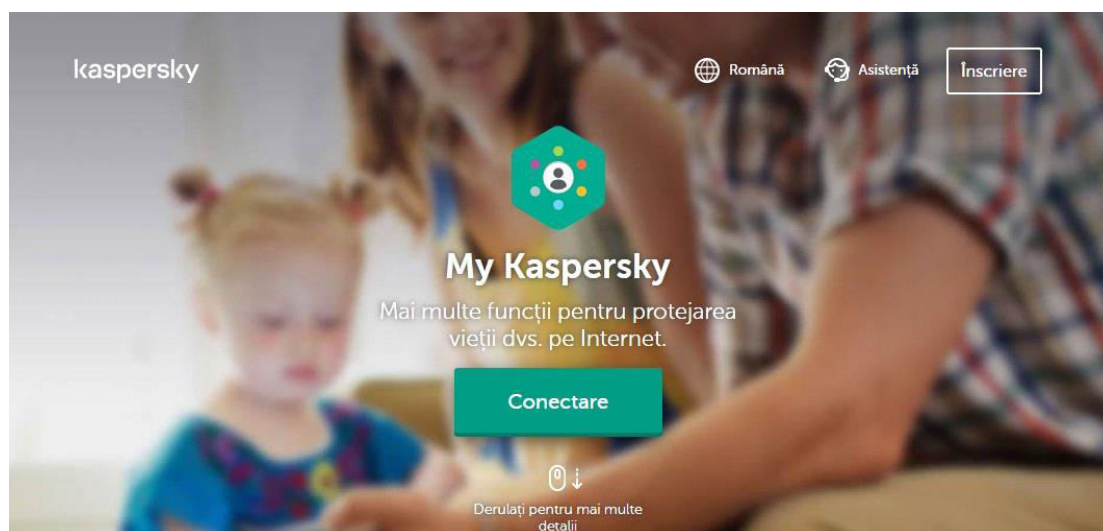 kaspersky
Română
Asistență
Înscriere
My Kaspersky
Mai multe funcții pentru protejarea
vieții dvs. pe Internet.
Conectare
Derulați pentru mai multe
detalii